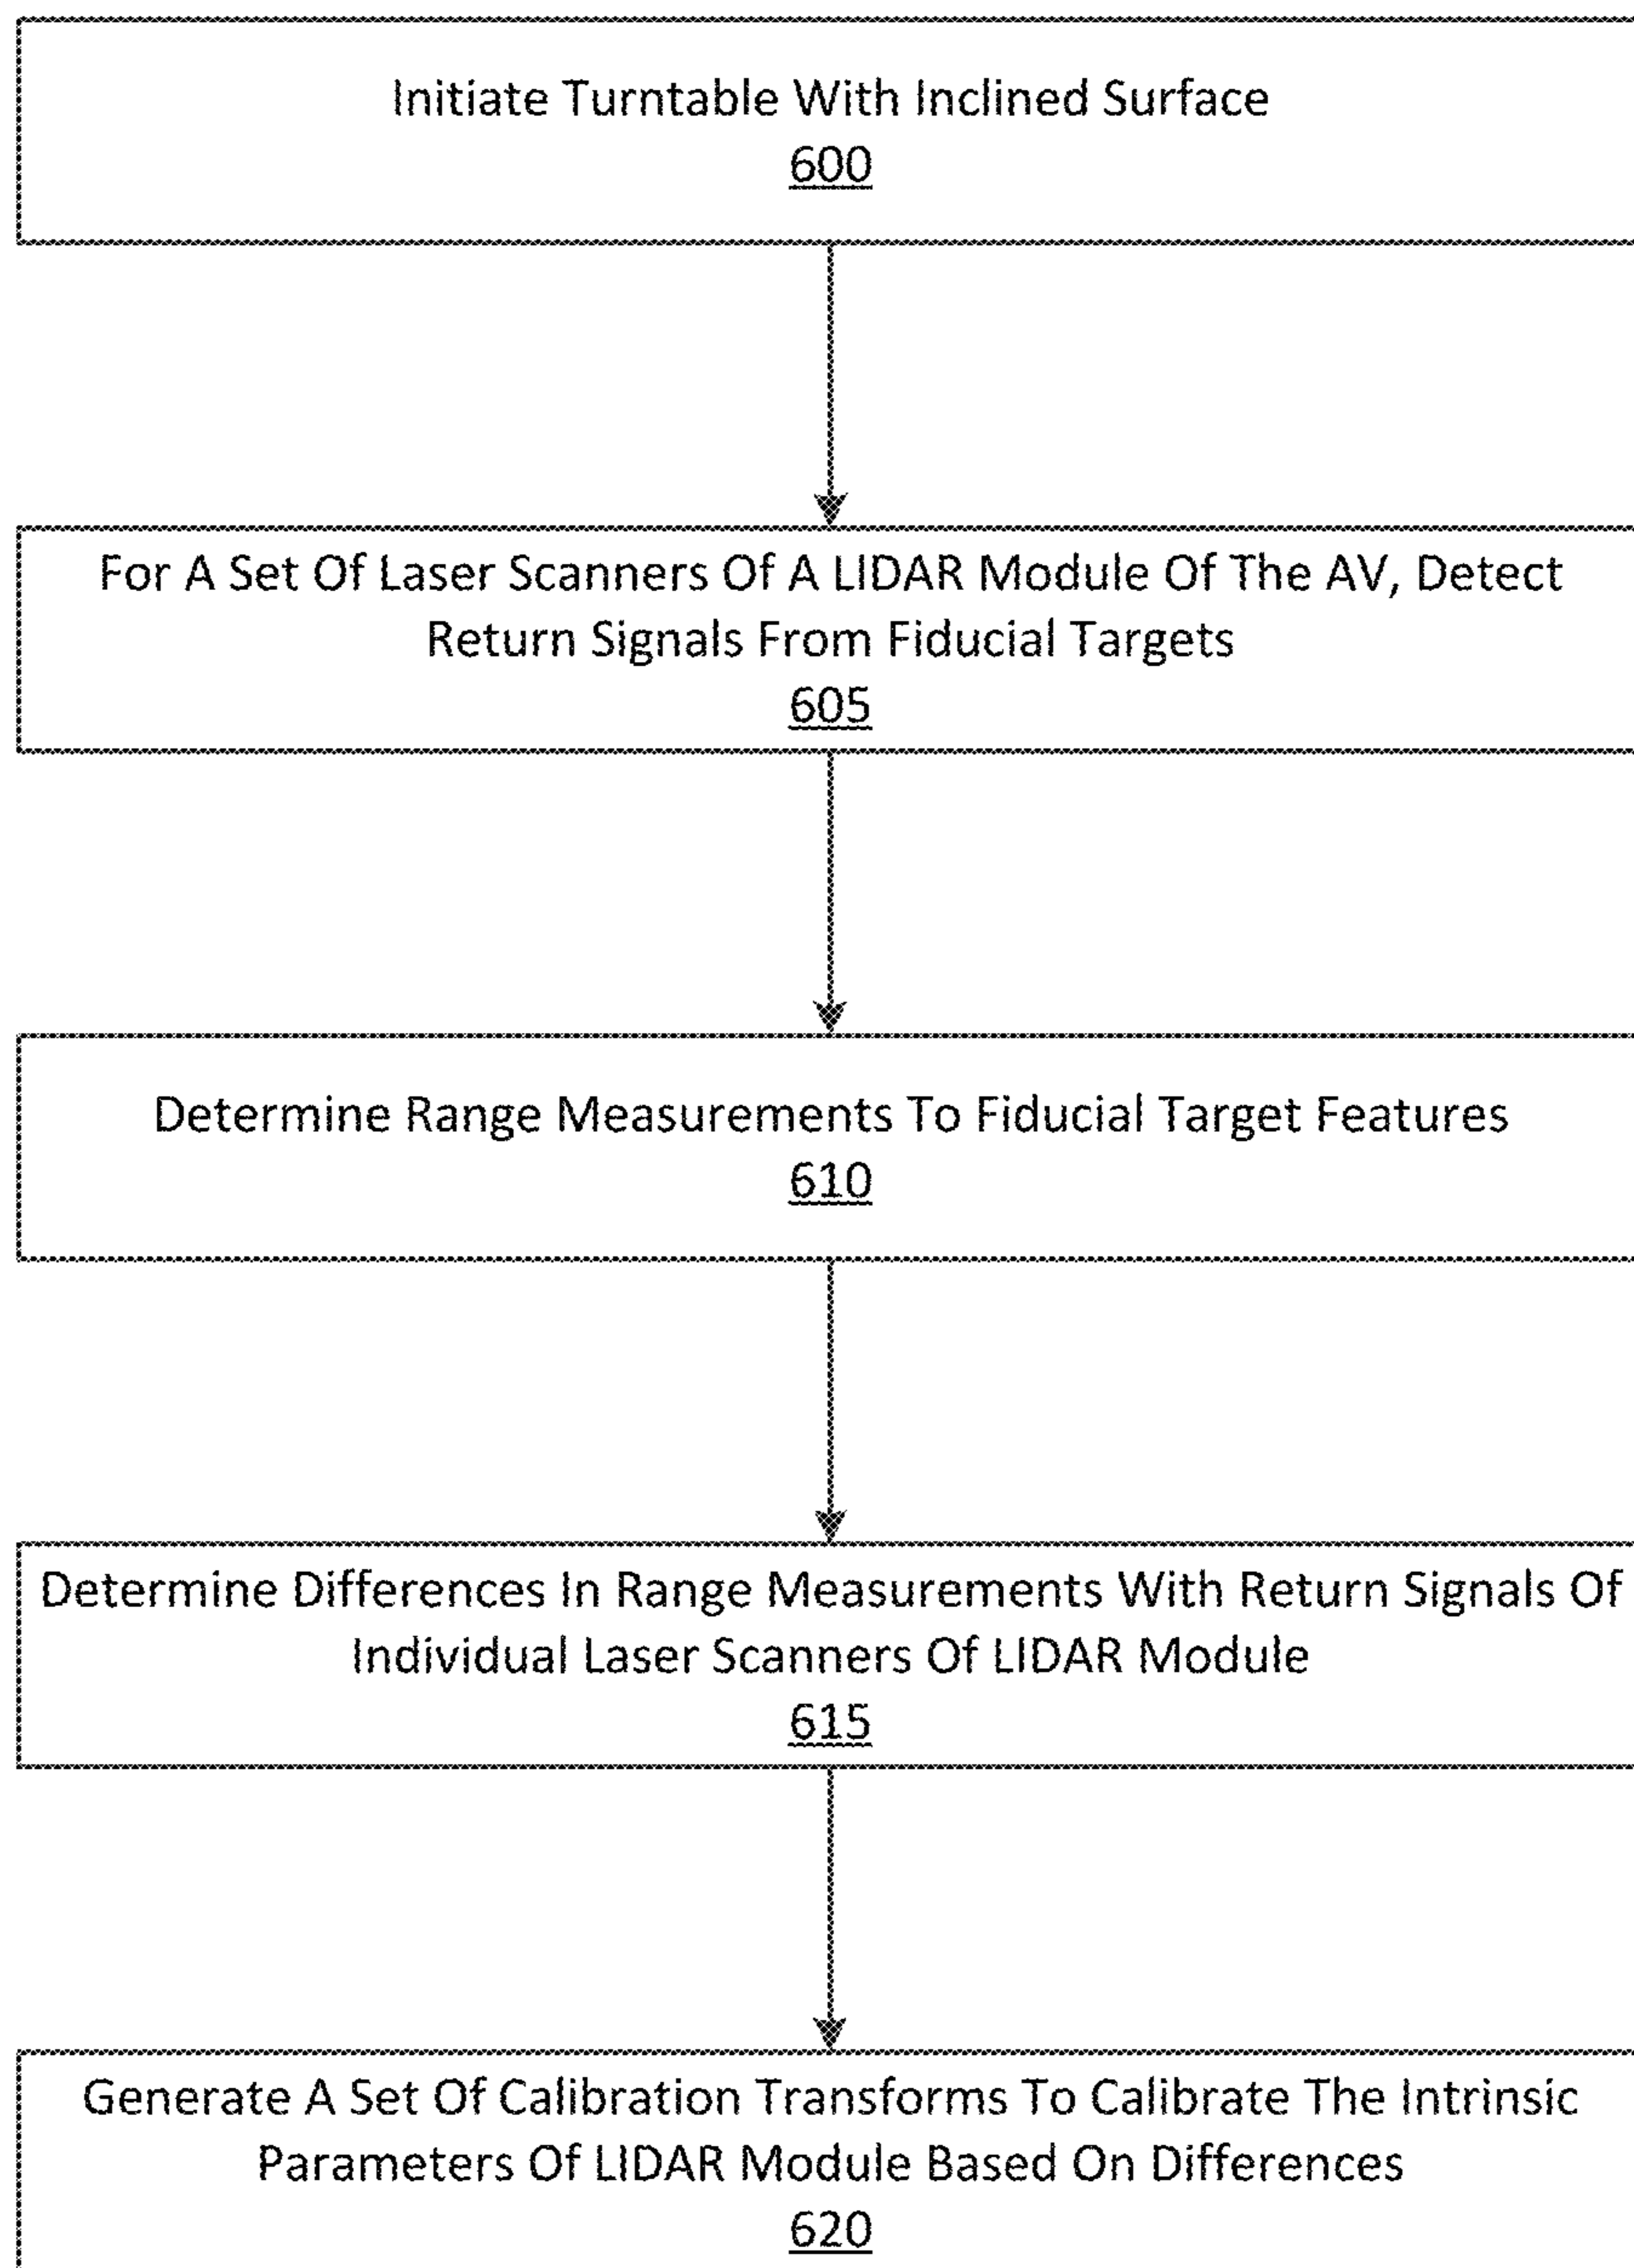 Initiate Turntable With Inclined Surface
600
For A Set Of Laser Scanners Of A LIDAR Module Of The AV, Detect
Return Signals From Fiducial Targets
605
Determine Range Measurements To Fiducial Target Features
610
Determine Differences In Range Measurements With Return Signals Of
Individual Laser Scanners Of LIDAR Module
615
Generate A Set Of Calibration Transforms To Calibrate The Intrinsic
Parameters Of LIDAR Module Based On Differences
620